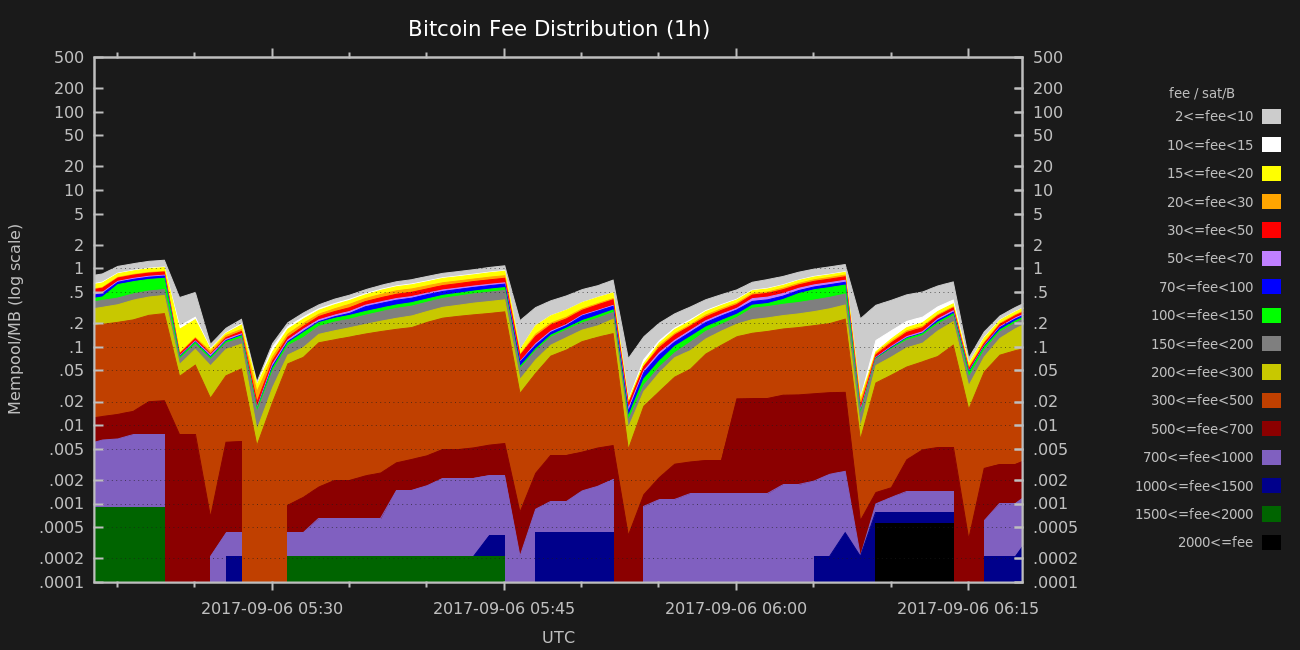 Bitcoin Fee Distribution (1h)
500 500
200 200
100 100
50 50
20 20
10 10
5 5
2 2
1 1
.5 .5
.2 .2
.1 .1
.05 .05
.02 .02
.01 .01
.005 .005
.002 .002
.001 .001
.0005 .0005
.0002 .0002
.0001 .0001
Mempool/MB (log scale)
2017-09-06 05:30 2017-09-06 05:45 2017-09-06 06:00 2017-09-06 06:15
UTC
fee / sat/B
2<=fee<10
10<=fee<15
15<=fee<20
20<=fee<30
30<=fee<50
50<=fee<70
70<=fee<100
100<=fee<150
150<=fee<200
200<=fee<300
300<=fee<500
500<=fee<700
700<=fee<1000
1000<=fee<1500
1500<=fee<2000
2000<=fee